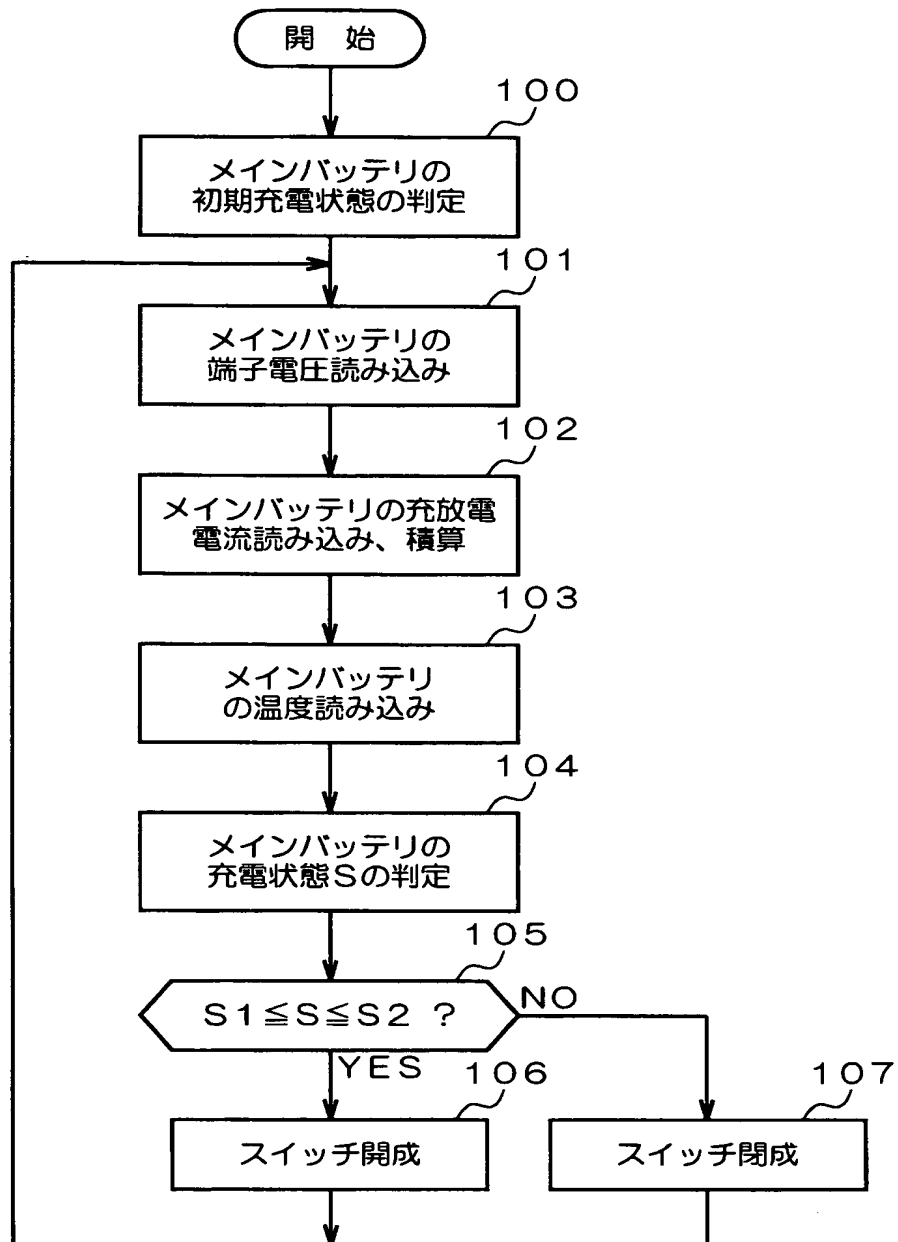 開 始
100
メインバッテリの
初期充電状態の判定
101
メインバッテリの
端子電圧読み込み
102
メインバッテリの充放電
電流読み込み、積算
103
メインバッテリ
の温度読み込み
104
メインバッテリの
充電状態Sの判定
105
S1≦S≦S2 ?
NO
YES
106
スイッチ開成
107
スイッチ閉成